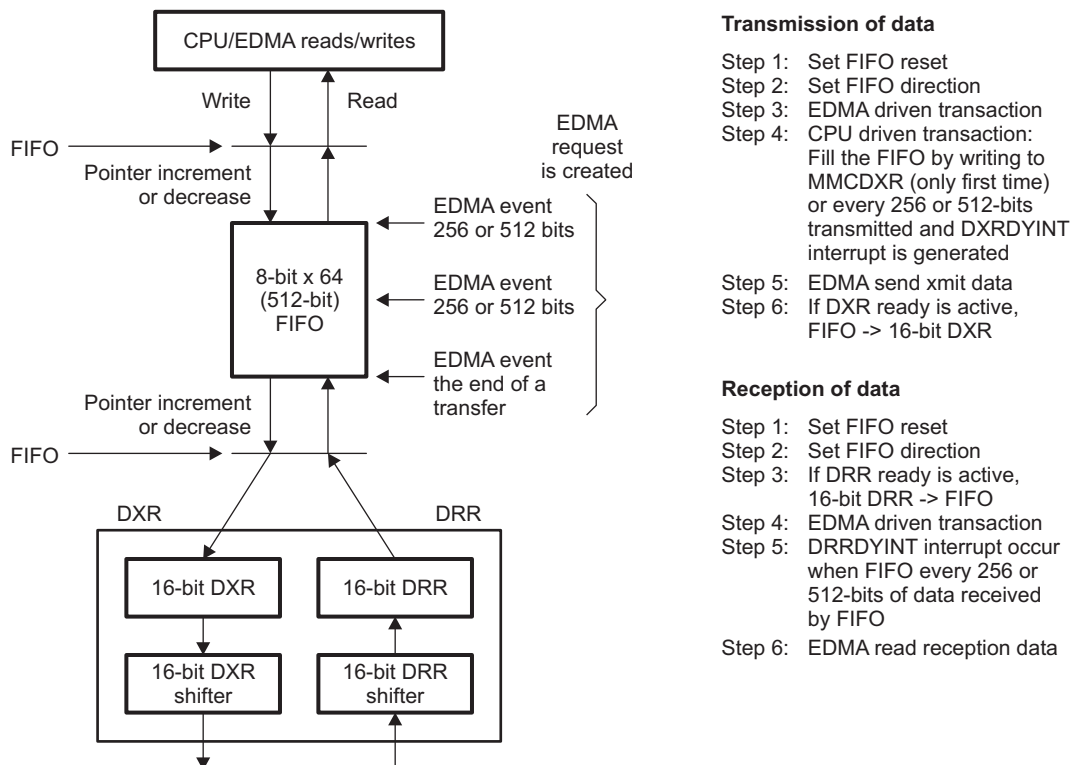 CPU/EDMA reads/writes
Write
Read
FIFO
Pointer increment
or decrease
EDMA
request
is created
EDMA event
256 or 512 bits
8-bit x 64
(512-bit)
FIFO
EDMA event
256 or 512 bits
EDMA event
the end of a
transfer
Pointer increment
or decrease
FIFO
DXR
DRR
16-bit DXR
16-bit DRR
16-bit DXR
shifter
16-bit DRR
shifter
Transmission of data
Step 1: Set FIFO reset
Step 2: Set FIFO direction
Step 3: EDMA driven transaction
Step 4: CPU driven transaction:
Fill the FIFO by writing to
MMCDXR (only first time)
or every 256 or 512-bits
transmitted and DXRDYINT
interrupt is generated
Step 5: EDMA send xmit data
Step 6: If DXR ready is active,
FIFO -> 16-bit DXR
Reception of data
Step 1: Set FIFO reset
Step 2: Set FIFO direction
Step 3: If DRR ready is active,
16-bit DRR -> FIFO
Step 4: EDMA driven transaction
Step 5: DRRDYINT interrupt occur
when FIFO every 256 or
512-bits of data received
by FIFO
Step 6: EDMA read reception data